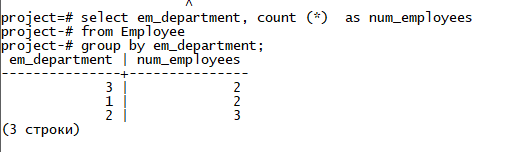 ^
project=# select em_department, count (*)  as num_employees
project-# from Employee
project-# group by em_department;
 em_department | num_employees
---------------+---------------
             3 |             2
             1 |             2
             2 |             3
(3 строки)